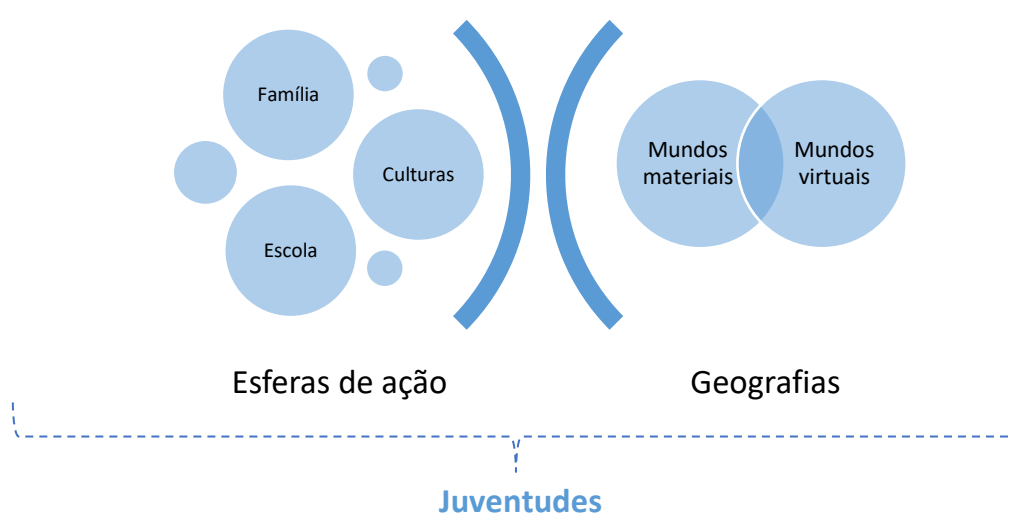 Família
Culturas
Escola
Mundos
materiais
Mundos
virtuais
Esferas de ação
Geografias
Juventudes